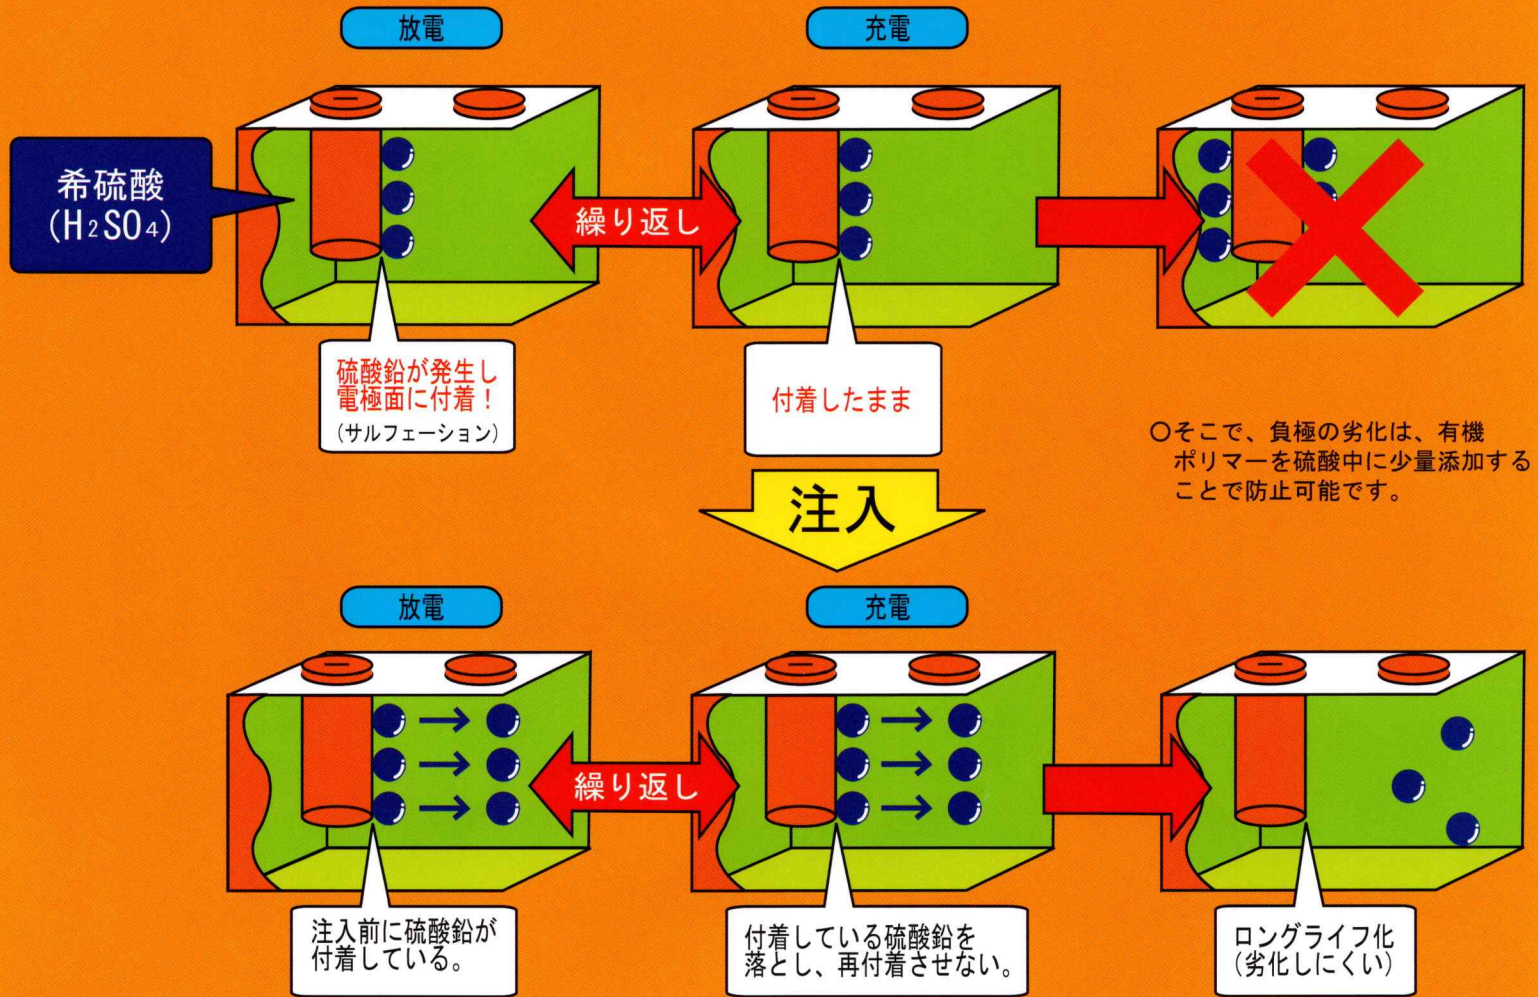 放電
充電
希硫酸
(H2SO4)
繰り返し
硫酸鉛が発生し
電極面に付着！
(サルフェーション)
付着したまま
○そこで、負極の劣化は、有機
ポリマーを硫酸中に少量添加する
ことで防止可能です。
注入
放電
充電
繰り返し
注入前に硫酸鉛が
付着している。
付着している硫酸鉛を
落とし、再付着させない。
ロングライフ化
(劣化しにくい)